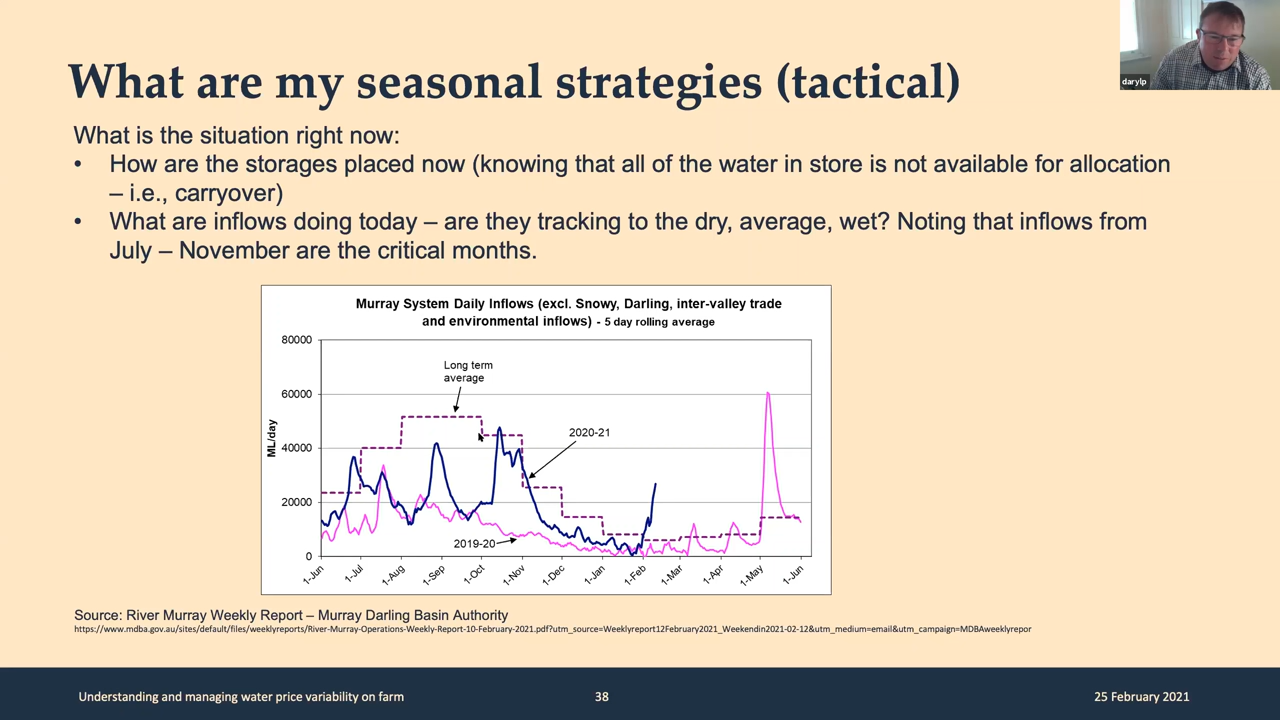 darylp
What are my seasonal strategies (tactical)
What is the situation right now:
• How are the storages placed now (knowing that all of the water in store is not available for allocation
– i.e., carryover)
• What are inflows doing today – are they tracking to the dry, average, wet? Noting that inflows from
July – November are the critical months.
Murray System Daily Inflows (excl. Snowy, Darling, inter-valley trade
and environmental inflows) - 5 day rolling average
80000
60000
40000
20000
0
ML/day
Long term
average
2020-21
2019-20
1-Jun
1-Jul
1-Aug
1-Sep
1-Oct
1-Nov
1-Dec
1-Jan
1-Feb
1-Mar
1-Apr
1-May
1-Jun
Source: River Murray Weekly Report – Murray Darling Basin Authority
https://www.mdba.gov.au/sites/default/files/weeklyreports/River-Murray-Operations-Weekly-Report-10-February-2021.pdf?utm_source=Weeklyreport12February2021_Weekendin2021-02-12&utm_medium=email&utm_campaign=MDBAweeklyrepor
Understanding and managing water price variability on farm
38
25 February 2021